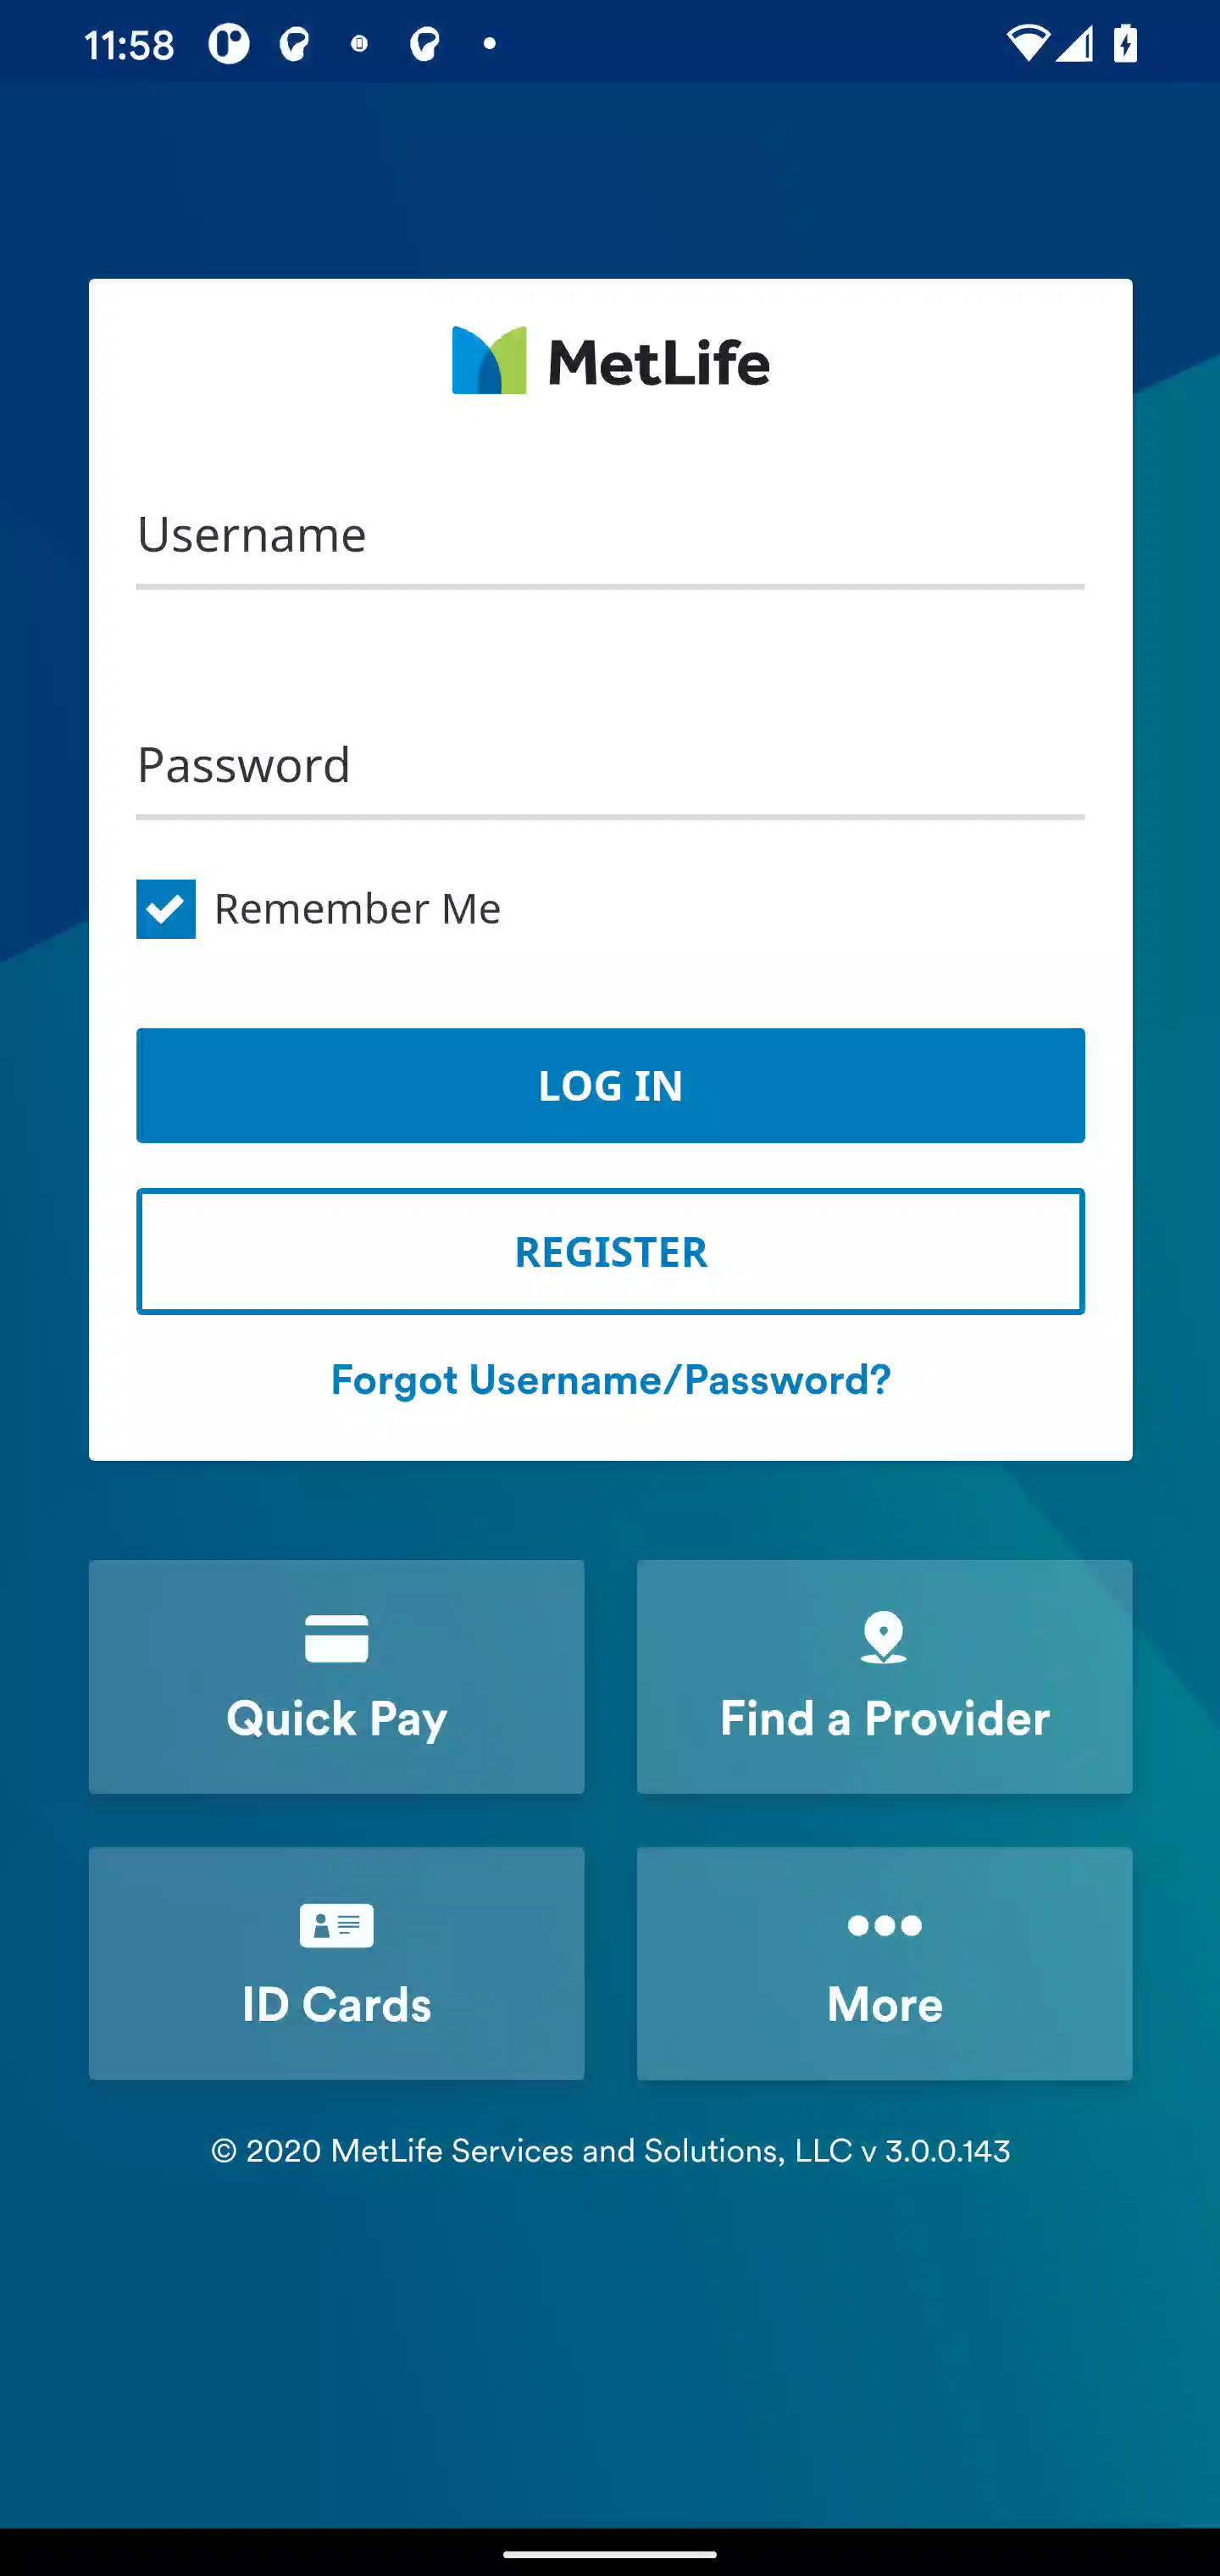 11:58
MetLife
Username
Password
Remember Me
LOG IN
REGISTER
Forgot Username/Password?
Quick Pay
Find a Provider
ID Cards
More
© 2020 MetLife Services and Solutions, LLC v 3.0.0.143